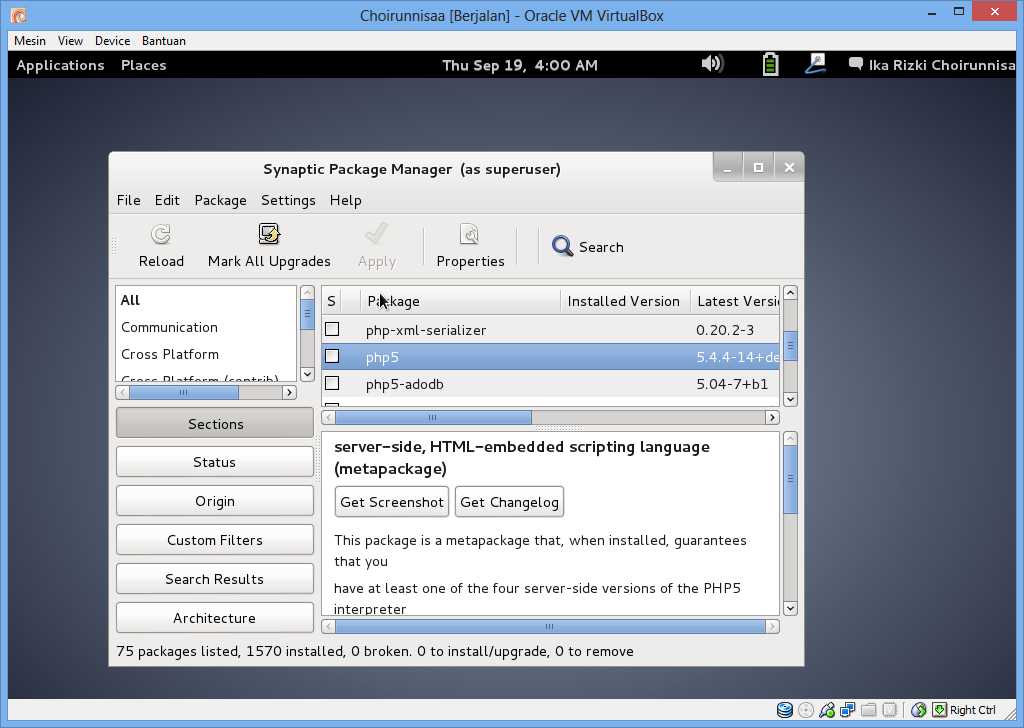 Choirunnisaa [Berjalan] - Oracle VM VirtualBox
Mesin View Device Bantuan
Applications Places Thu Sep 19, 4:00 AM Ika Rizki Choirunnisa
Synaptic Package Manager (as superuser)
File Edit Package Settings Help
Reload Mark All Upgrades Apply Properties Search
All
Communication
Cross Platform
Cross Platform (contrib)
Sections
Status
Origin
Custom Filters
Search Results
Architecture
S Package Installed Version Latest Versi
php-xml-serializer 0.20.2-3
php5 5.4.4-14+de
php5-adodb 5.04-7+b1
server-side, HTML-embedded scripting language
(metapackage)
Get Screenshot Get Changelog
This package is a metapackage that, when installed, guarantees
that you
have at least one of the four server-side versions of the PHP5
interpreter
75 packages listed, 1570 installed, 0 broken. 0 to install/upgrade, 0 to remove
Right Ctrl